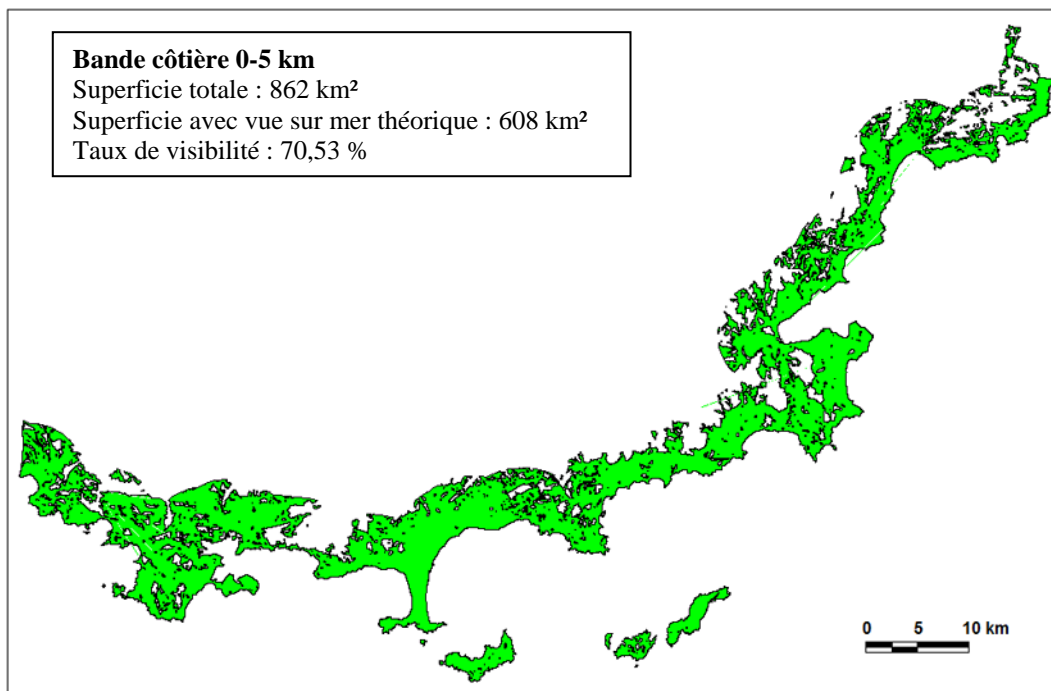 Bande côtière 0-5 km
Superficie totale : 862 km²
Superficie avec vue sur mer théorique : 608 km²
Taux de visibilité : 70,53 %
0 5 10 km